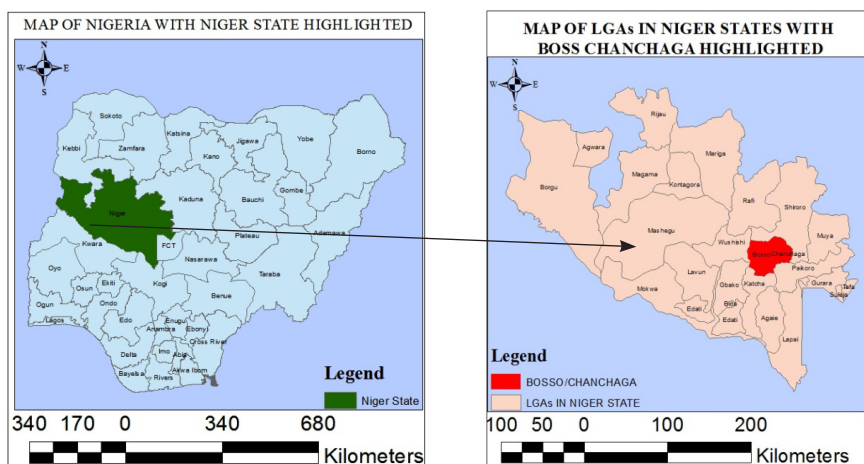 MAP OF NIGERIA WITH NIGER STATE HIGHLIGHTED
N
W E
S
Sokoto
Kebbi
Zamfara
Katsina
Kano
Jigawa
Yobe
Borno
Kaduna
Bauchi
Gombe
Adamawa
Niger
FCT
Plateau
Kwara
Nasarawa
Taraba
Oyo
Kogi
Benue
Osun
Ekiti
Ondo
Ogun
Lagos
Edo
Enugu
Anambra
Ebony
Cross River
Delta
Imo
Abia
Akwa Ibom
Bayelsa
Rivers
Legend
Niger State
340 170 0 340 680
Kilometers
MAP OF LGAs IN NIGER STATES WITH
BOSS CHANCHAGA HIGHLIGHTED
N
W E
S
Rijau
Agwara
Mariga
Borgu
Magama
Kontagora
Rafi
Shiroro
Mashegu
Wushishi
Muya
Bosso
Chanchaga
Paikoro
Lavun
Gbako
Katcha
Gurara
Tafa
Suleja
Mokwa
Edati
Bida
Edati
Agaie
Lapai
Legend
BOSSO/CHANCHAGA
LGAs IN NIGER STATE
100 50 0 100 200
Kilometers